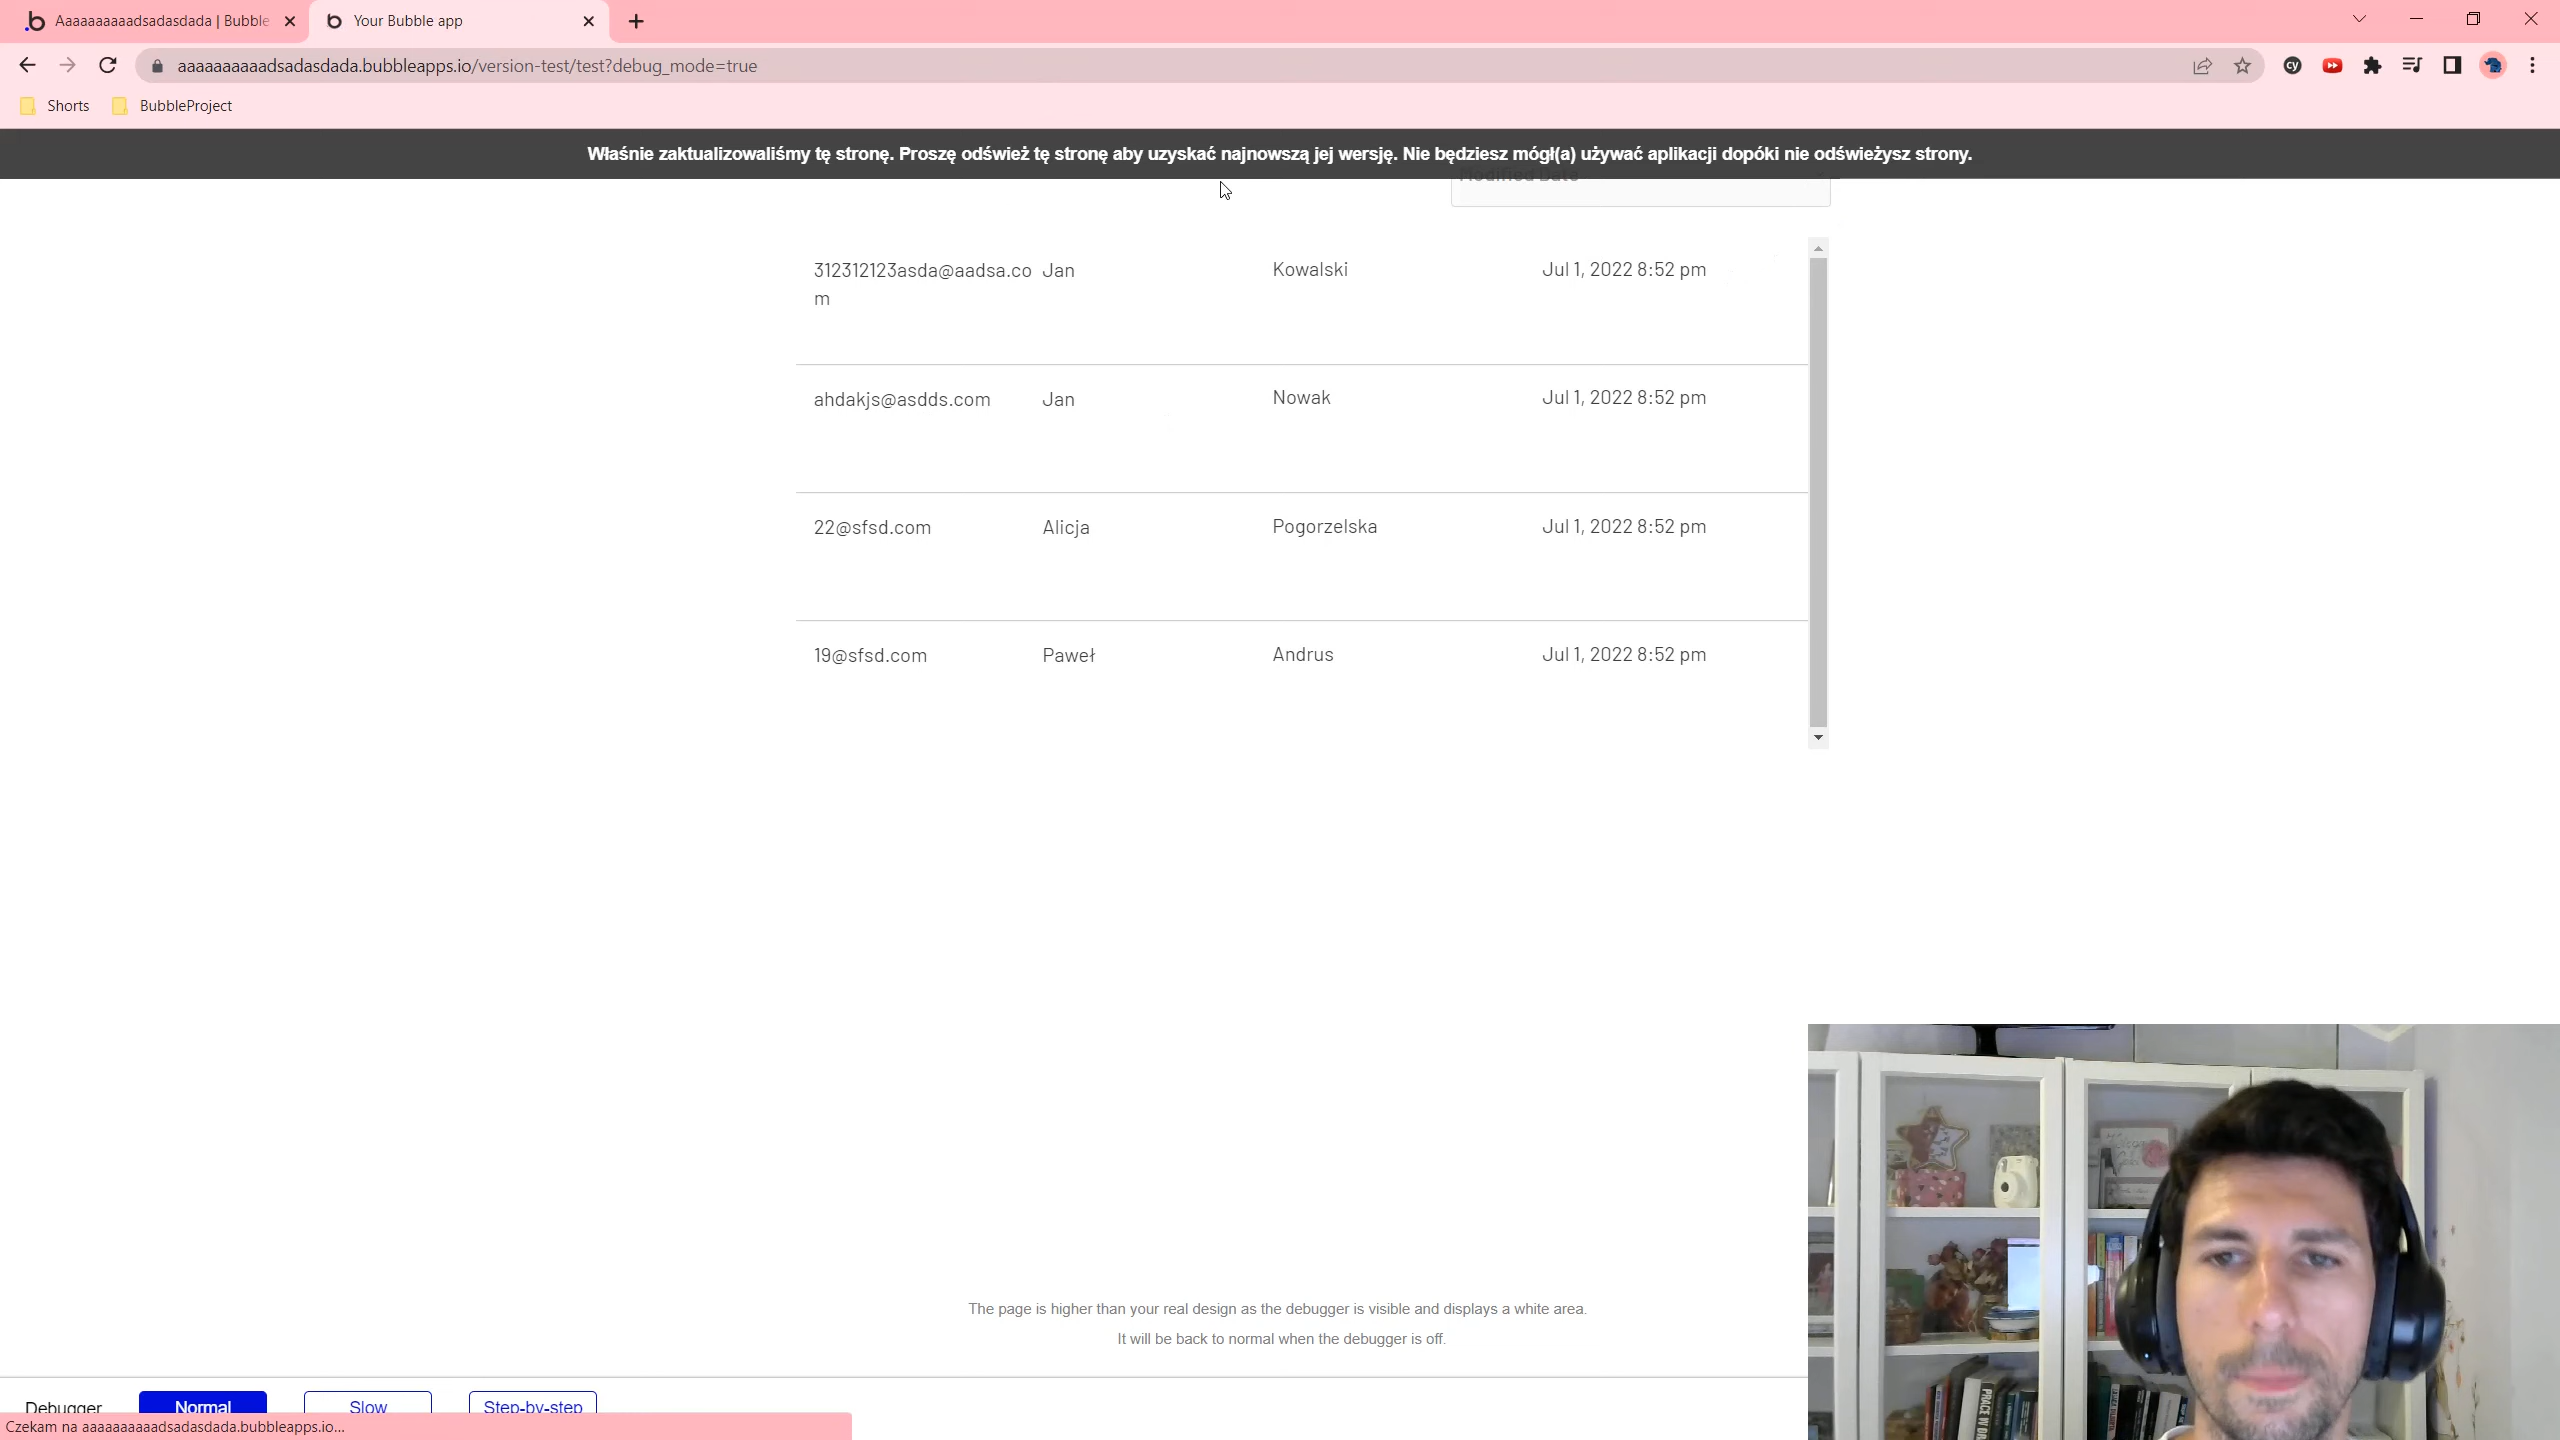 Aaaaaaaaaadsadasdada | Bubble
Your Bubble app
aaaaaaaaaadsadasdada.bubbleapps.io/version-test/test?debug_mode=true
Shorts
BubbleProject
Właśnie zaktualizowaliśmy tę stronę. Proszę odśwież tę stronę aby uzyskać najnowszą jej wersję. Nie będziesz mógł(a) używać aplikacji dopóki nie odświeżysz strony.
Modified Date
312312123asda@aadsa.co Jan Kowalski Jul 1, 2022 8:52 pm
m
ahdakjs@asdds.com Jan Nowak Jul 1, 2022 8:52 pm
22@sfsd.com Alicja Pogorzelska Jul 1, 2022 8:52 pm
19@sfsd.com Paweł Andrus Jul 1, 2022 8:52 pm
The page is higher than your real design as the debugger is visible and displays a white area.
It will be back to normal when the debugger is off.
Debugger Normal Slow Step-by-step
Czekam na aaaaaaaaaadsadasdada.bubbleapps.io...